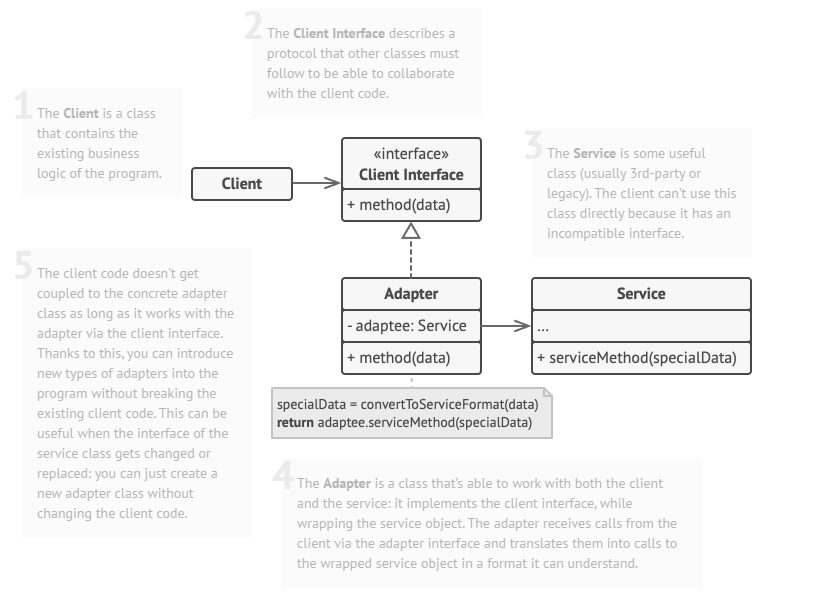 1
The Client is a class
that contains the
existing business
logic of the program.
2
The Client Interface describes a
protocol that other classes must
follow to be able to collaborate
with the client code.
3
The Service is some useful
class (usually 3rd-party or
legacy). The client can't use this
class directly because it has an
incompatible interface.
Client
«interface»
Client Interface
+ method(data)
Adapter
- adaptee: Service
+ method(data)
Service
...
+ serviceMethod(specialData)
specialData = convertToServiceFormat(data)
return adaptee.serviceMethod(specialData)
5
The client code doesn't get
coupled to the concrete adapter
class as long as it works with the
adapter via the client interface.
Thanks to this, you can introduce
new types of adapters into the
program without breaking the
existing client code. This can be
useful when the interface of the
service class gets changed or
replaced: you can just create a
new adapter class without
changing the client code.
4
The Adapter is a class that's able to work with both the client
and the service: it implements the client interface, while
wrapping the service object. The adapter receives calls from the
client via the adapter interface and translates them into calls to
the wrapped service object in a format it can understand.